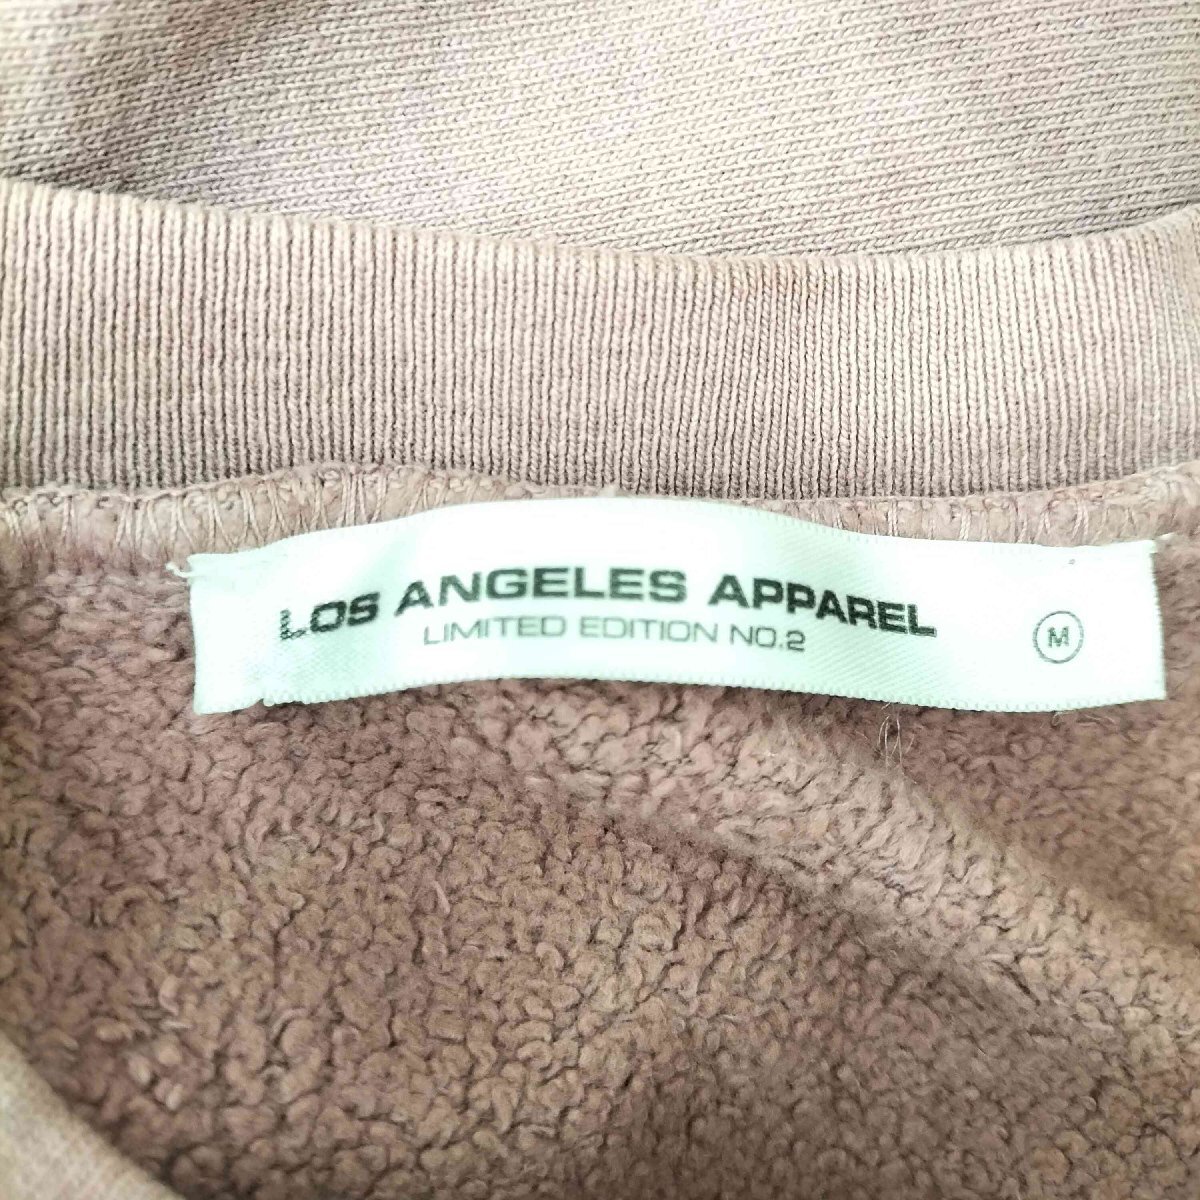 LOS ANGELES APPAREL
LIMITED EDITION NO.2
M